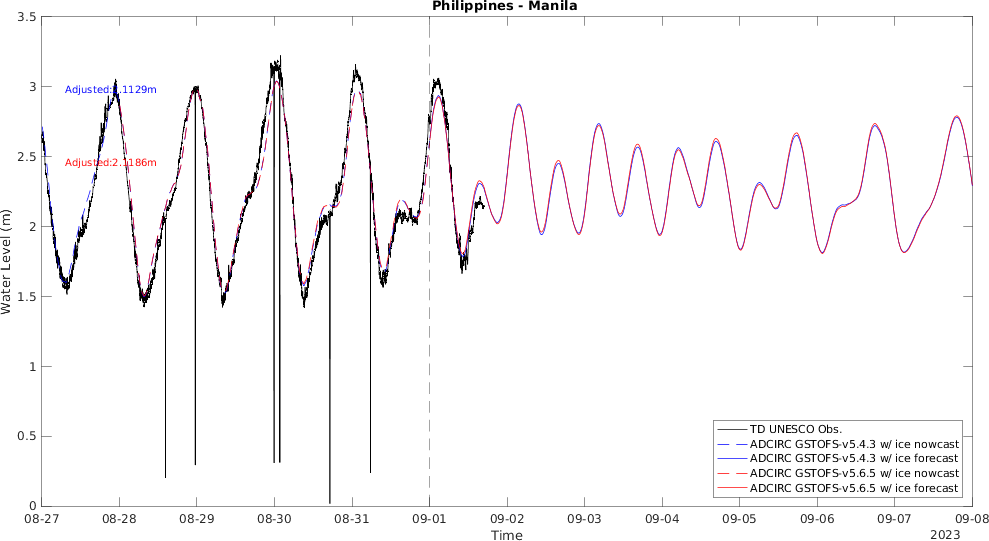 Philippines - Manila
3.5
3
2.5
2
1.5
1
0.5
0
Water Level (m)
Adjusted:2.1129m
Adjusted:2.1186m
TD UNESCO Obs.
ADCIRC GSTOFS-v5.4.3 w/ ice nowcast
ADCIRC GSTOFS-v5.4.3 w/ ice forecast
ADCIRC GSTOFS-v5.6.5 w/ ice nowcast
ADCIRC GSTOFS-v5.6.5 w/ ice forecast
08-27 08-28 08-29 08-30 08-31 09-01 09-02 09-03 09-04 09-05 09-06 09-07 09-08
Time
2023